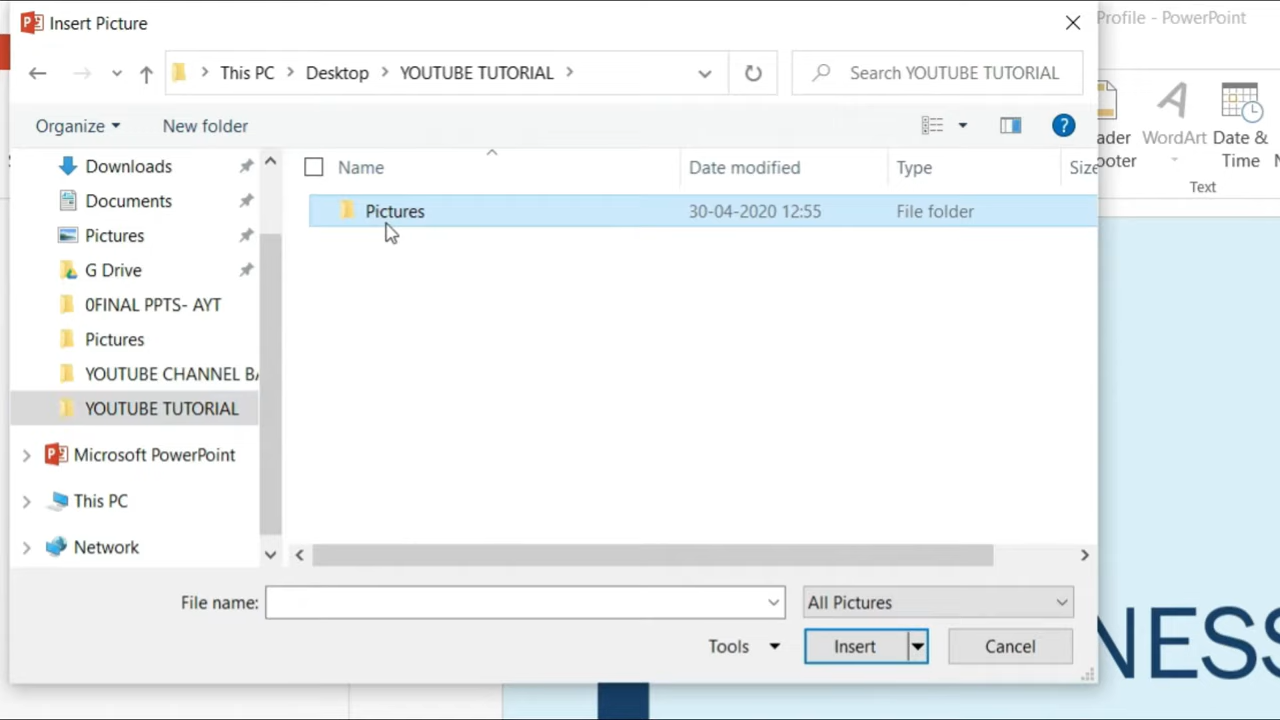 Insert Picture
Profile - PowerPoint
This PC
Desktop
YOUTUBE TUTORIAL
Search YOUTUBE TUTORIAL
Organize
New folder
?
ader
ooter
WordArt
Date &
Time
Text
Downloads
Documents
Pictures
G Drive
0FINAL PPTS- AYT
Pictures
YOUTUBE CHANNEL BA
YOUTUBE TUTORIAL
Microsoft PowerPoint
This PC
Network
Name
Date modified
Type
Size
Pictures
30-04-2020 12:55
File folder
File name:
All Pictures
Tools
Insert
Cancel
NESS